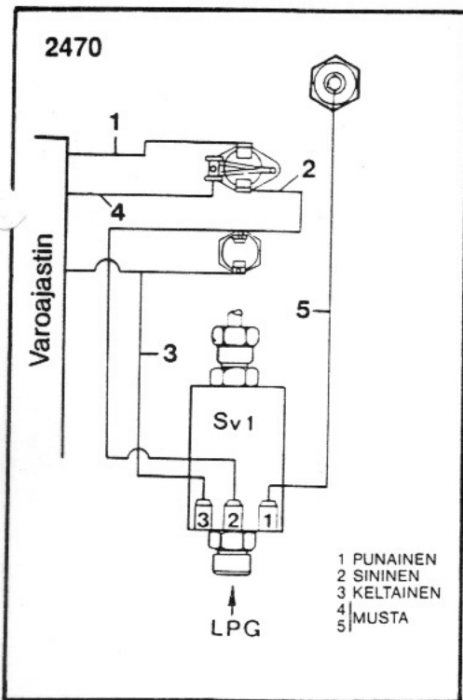 2470
1
2
4
Varoajastin
5
3
Sv1
3 2 1
LPG
1 PUNAINEN
2 SININEN
3 KELTAINEN
4
5 MUSTA